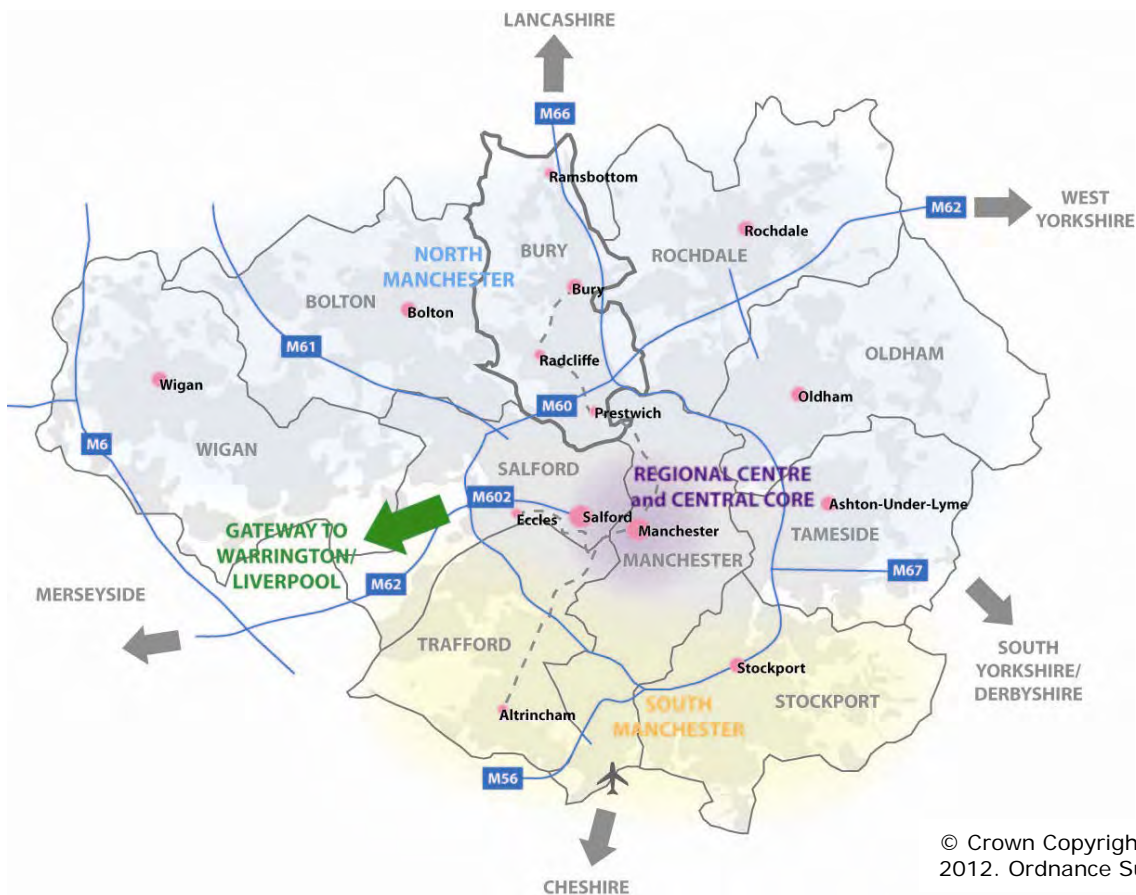 LANCASHIRE
M66
Ramsbottom
M62
WEST
YORKSHIRE
Rochdale
BURY
ROCHDALE
NORTH
MANCHESTER
Bury
BOLTON
Bolton
M61
Radcliffe
OLDHAM
Wigan
Oldham
M60
Prestwich
M6
WIGAN
SALFORD
REGIONAL CENTRE
and CENTRAL CORE
M602
Eccles
Salford
Manchester
Ashton-Under-Lyme
GATEWAY TO
WARRINGTON/
LIVERPOOL
MANCHESTER
TAMESIDE
M67
M62
MERSEYSIDE
TRAFFORD
Stockport
SOUTH
YORKSHIRE/
DERBYSHIRE
STOCKPORT
Altrincham
SOUTH
MANCHESTER
M56
CHESHIRE
© Crown Copyrigh
2012. Ordnance Su